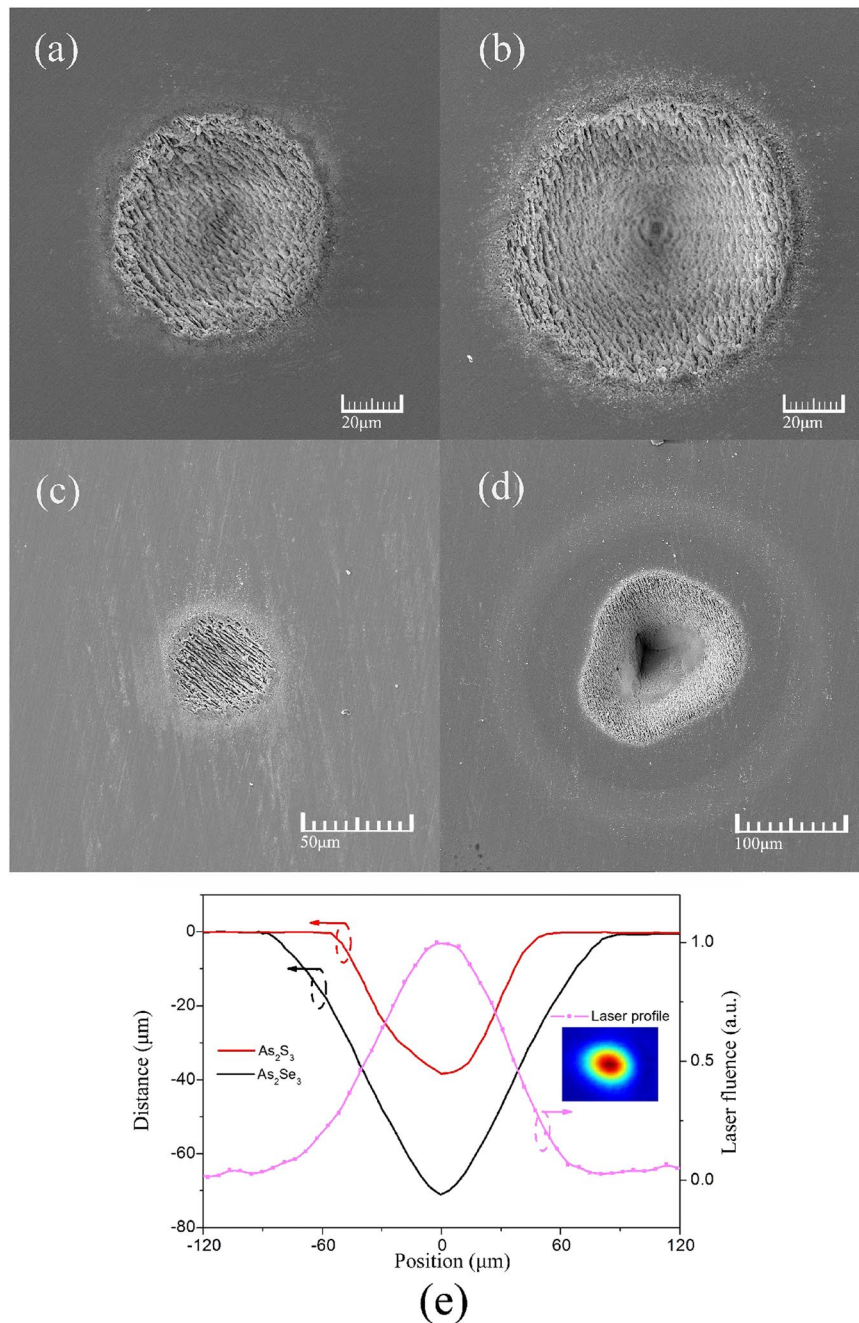 (a)
(b)
20μm
20μm
(c)
(d)
50μm
100μm
0
-20
-40
-60
-80
Distance (μm)
As2S3
As2Se3
Laser profile
1.0
0.5
0.0
Laser fluence (a.u.)
-120
-60
0
60
120
Position (μm)
(e)